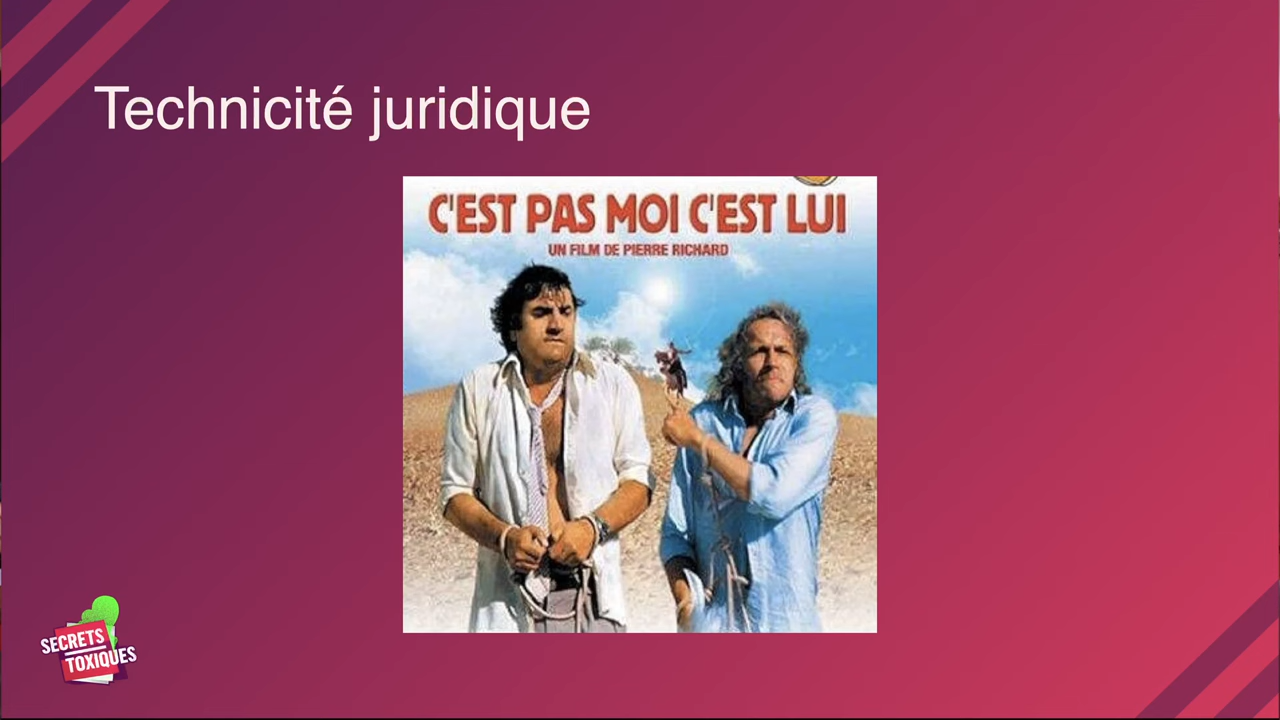 Technicité juridique
C'EST PAS MOI C'EST LUI
UN FILM DE PIERRE RICHARD
SECRETS
TOXIQUES